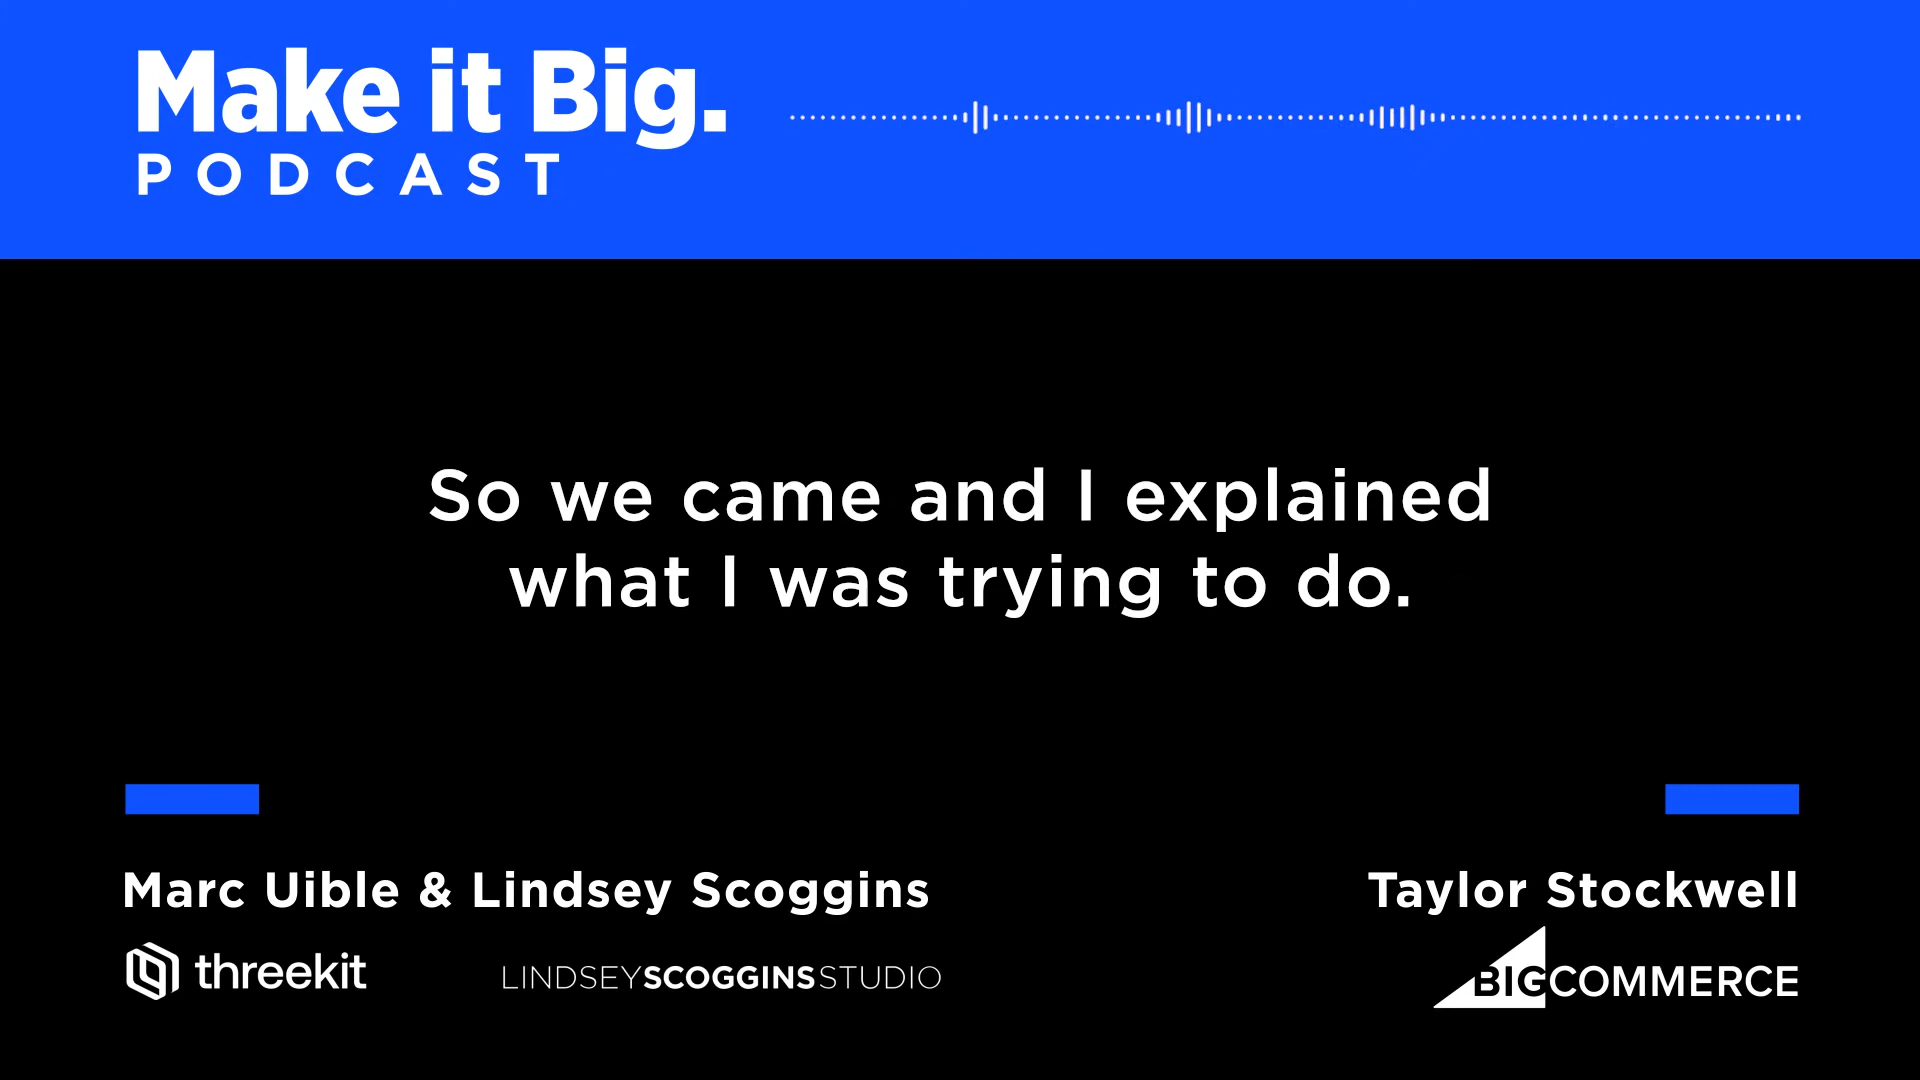 Make it Big.
PODCAST
So we came and I explained
what I was trying to do.
Marc Uible & Lindsey Scoggins
threekit
LINDSEYSCOGGINSSTUDIO
Taylor Stockwell
BIGCOMMERCE